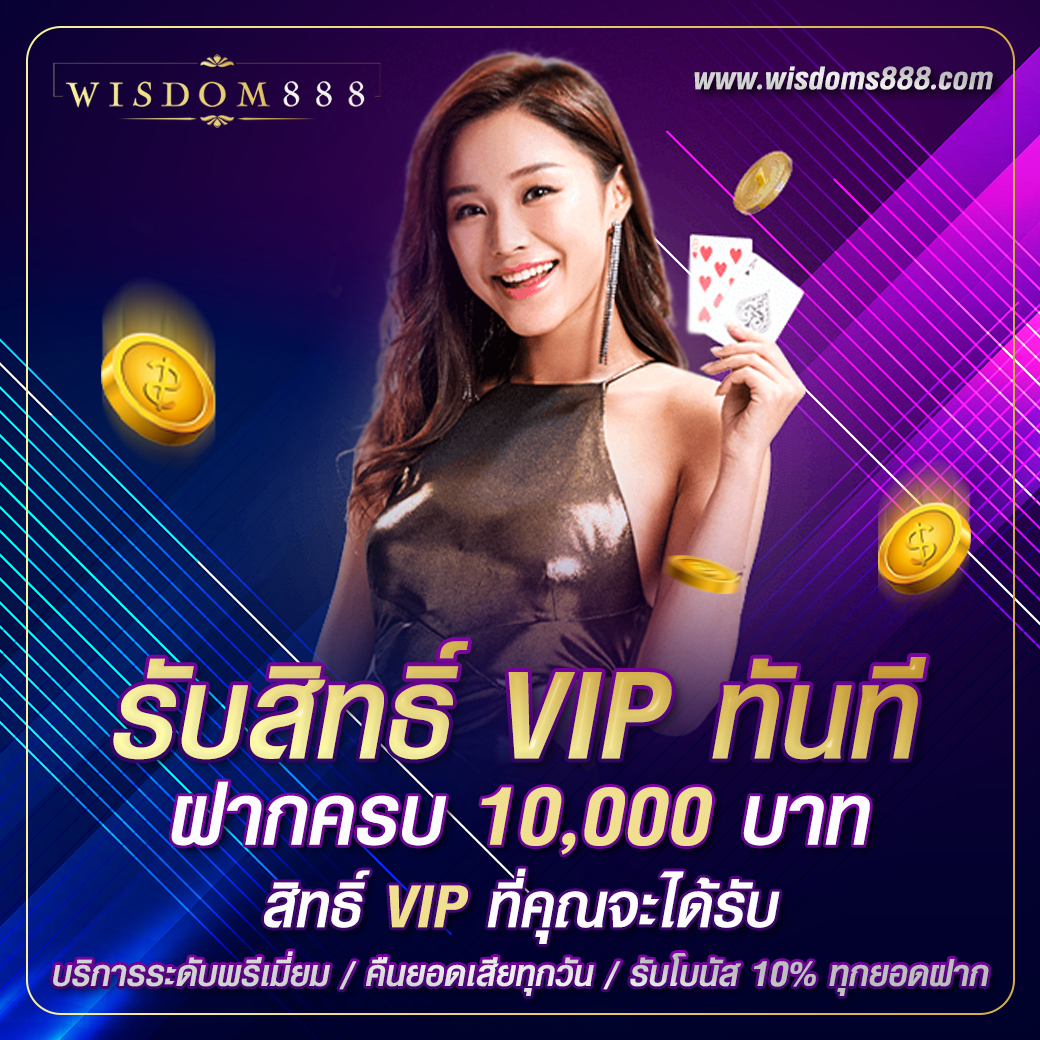 WISDOM888
www.wisdoms888.com
รับสิทธิ์ VIP ทันที
ฝากครบ 10,000 บาท
สิทธิ์ VIP ที่คุณจะได้รับ
บริการระดับพรีเมี่ยม / คืนยอดเสียทุกวัน / รับโบนัส 10% ทุกยอดฝาก